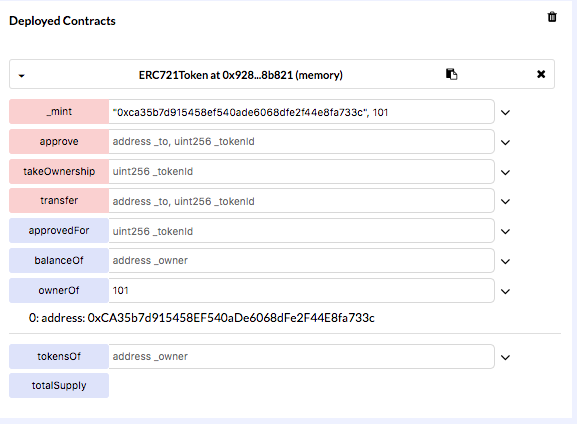 Deployed Contracts
ERC721Token at 0x928...8b821 (memory)
_mint "0xca35b7d915458ef540ade6068dfe2f44e8fa733c", 101
approve address _to, uint256 _tokenId
takeOwnership uint256 _tokenId
transfer address _to, uint256 _tokenId
approvedFor uint256 _tokenId
balanceOf address _owner
ownerOf 101
0: address: 0xCA35b7d915458EF540aDe6068dFe2F44E8fa733c
tokensOf address _owner
totalSupply